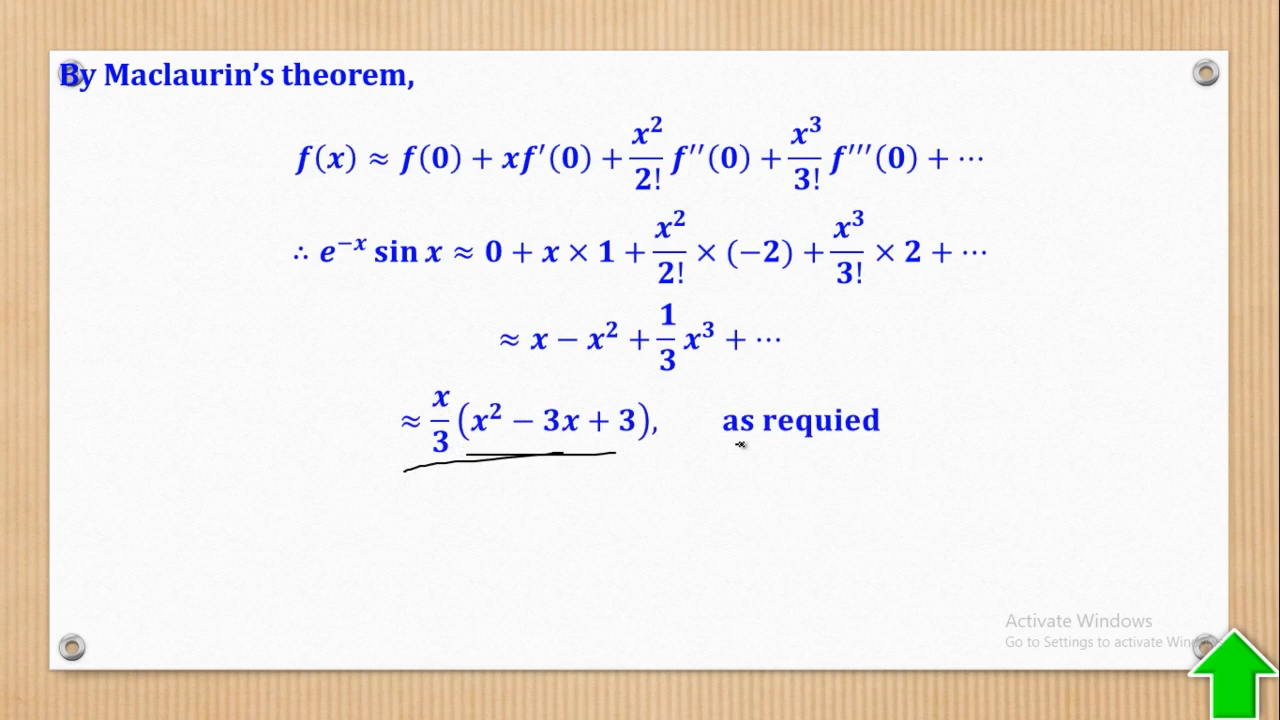 By Maclaurin's theorem,
f(x) ≈ f(0) + xf′(0) + x²/2! f″(0) + x³/3! f‴(0) + ⋯
∴ e⁻ˣ sin x ≈ 0 + x × 1 + x²/2! × (−2) + x³/3! × 2 + ⋯
≈ x − x² + 1/3 x³ + ⋯
≈ x/3 (x² − 3x + 3), as requied
Activate Windows
Go to Settings to activate Windows